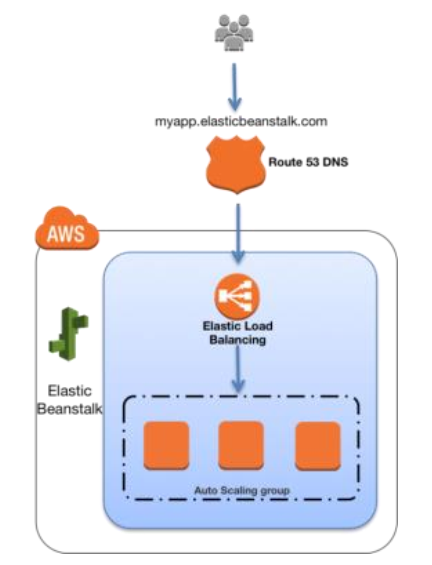 myapp.elasticbeanstalk.com
Route 53 DNS
AWS
Elastic Load
Balancing
Elastic
Beanstalk
Auto Scaling group